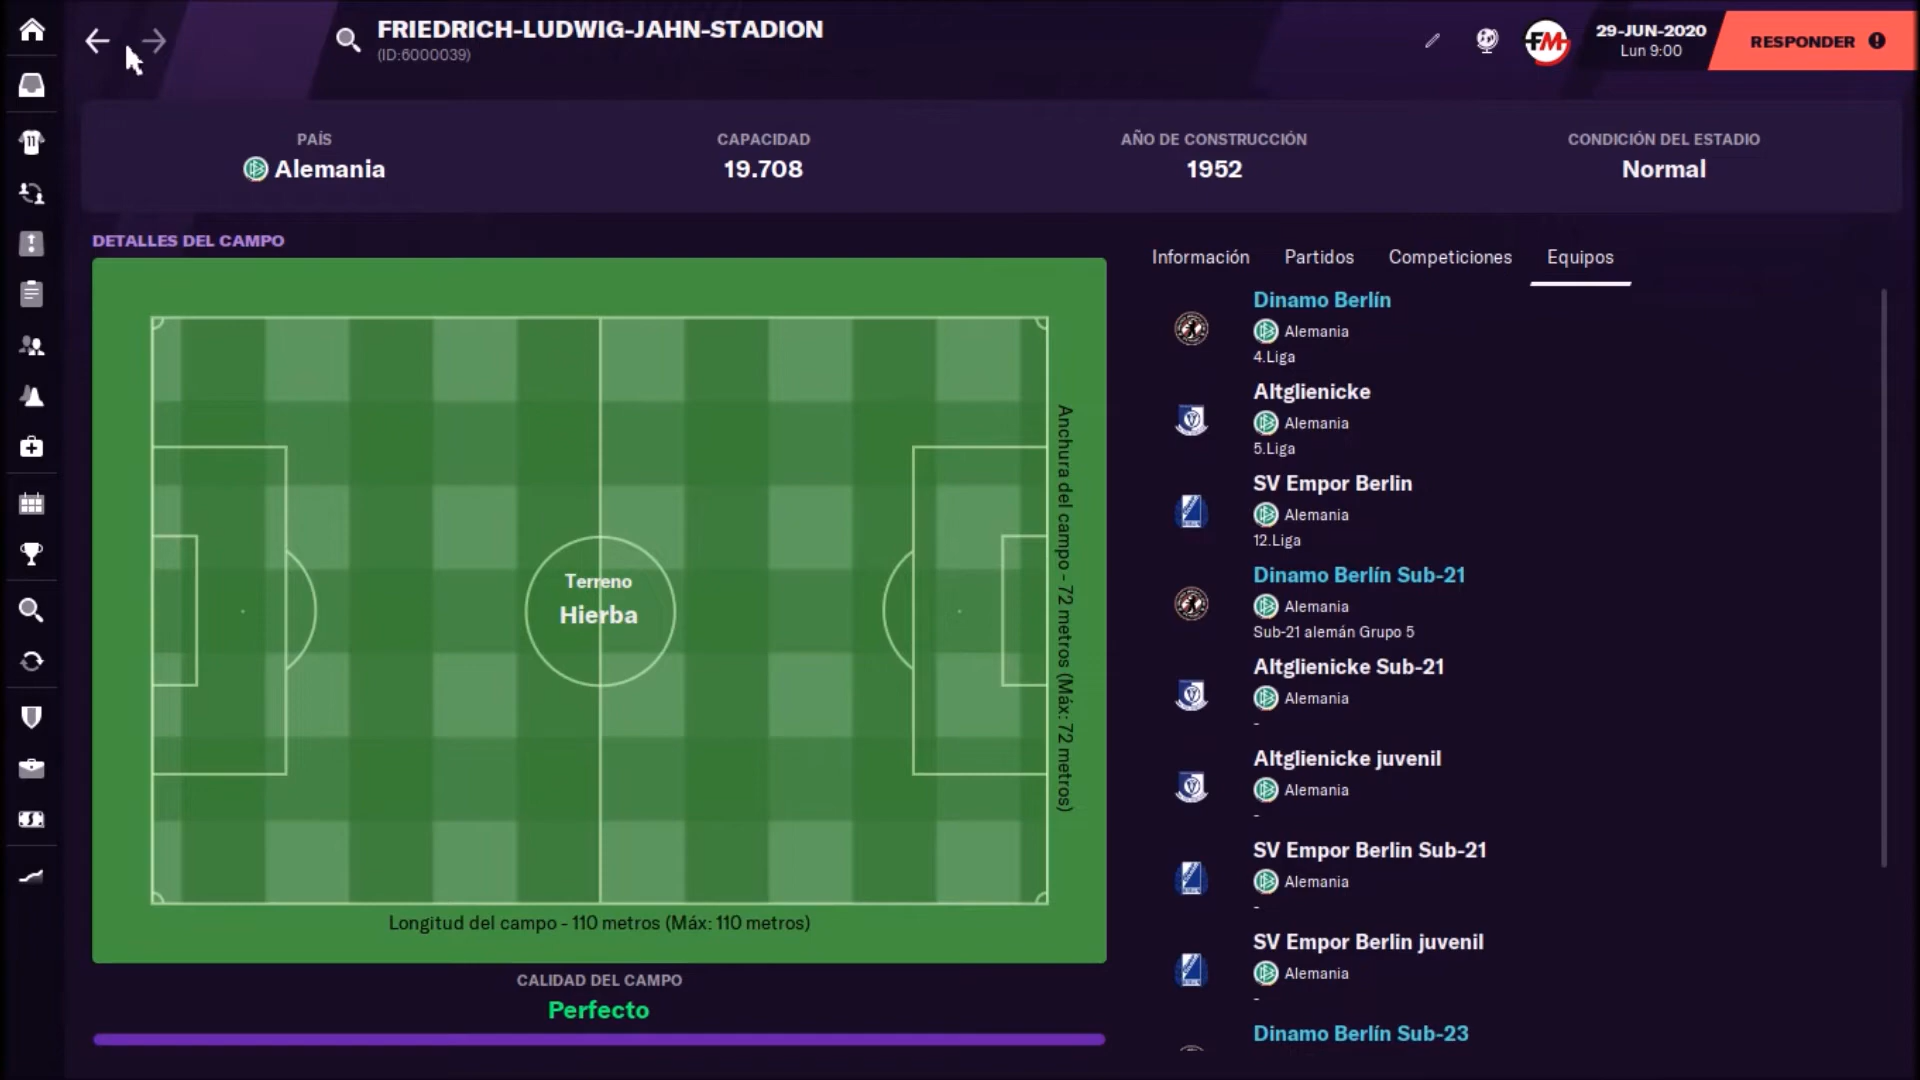 FRIEDRICH-LUDWIG-JAHN-STADION
(ID:6000039)
FM
29-JUN-2020
Lun 9:00
RESPONDER
PAÍS
Alemania
CAPACIDAD
19.708
AÑO DE CONSTRUCCIÓN
1952
CONDICIÓN DEL ESTADIO
Normal
DETALLES DEL CAMPO
Terreno
Hierba
Anchura del campo - 72 metros (Máx: 72 metros)
Longitud del campo - 110 metros (Máx: 110 metros)
CALIDAD DEL CAMPO
Perfecto
Información
Partidos
Competiciones
Equipos
Dinamo Berlín
Alemania
4.Liga
Altglienicke
Alemania
5.Liga
SV Empor Berlin
Alemania
12.Liga
Dinamo Berlín Sub-21
Alemania
Sub-21 alemán Grupo 5
Altglienicke Sub-21
Alemania
-
Altglienicke juvenil
Alemania
-
SV Empor Berlin Sub-21
Alemania
-
SV Empor Berlin juvenil
Alemania
-
Dinamo Berlín Sub-23